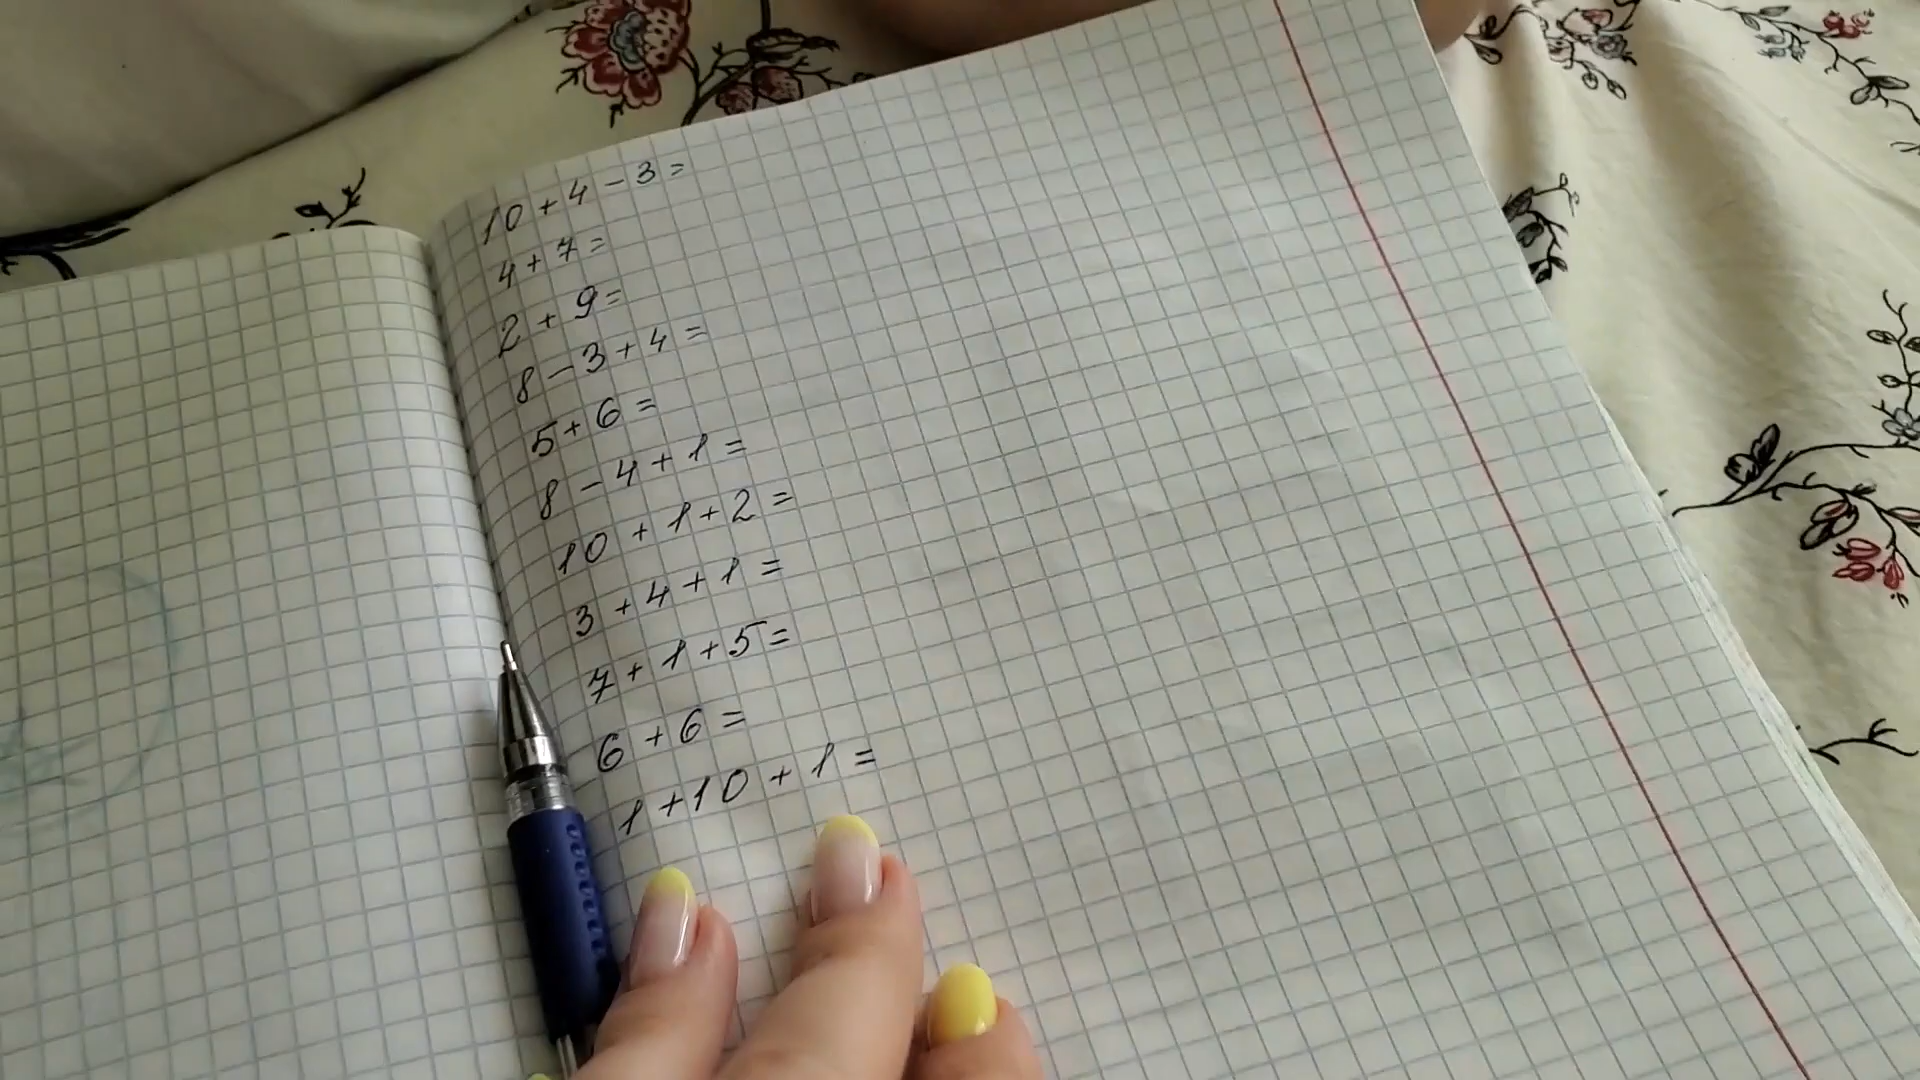 10 + 4 - 3 =
4 + 7 =
2 + 9 =
8 - 3 + 4 =
5 + 6 =
8 - 4 + 1 =
10 + 1 + 2 =
3 + 4 + 1 =
7 + 1 + 5 =
6 + 6 =
1 + 10 + 1 =